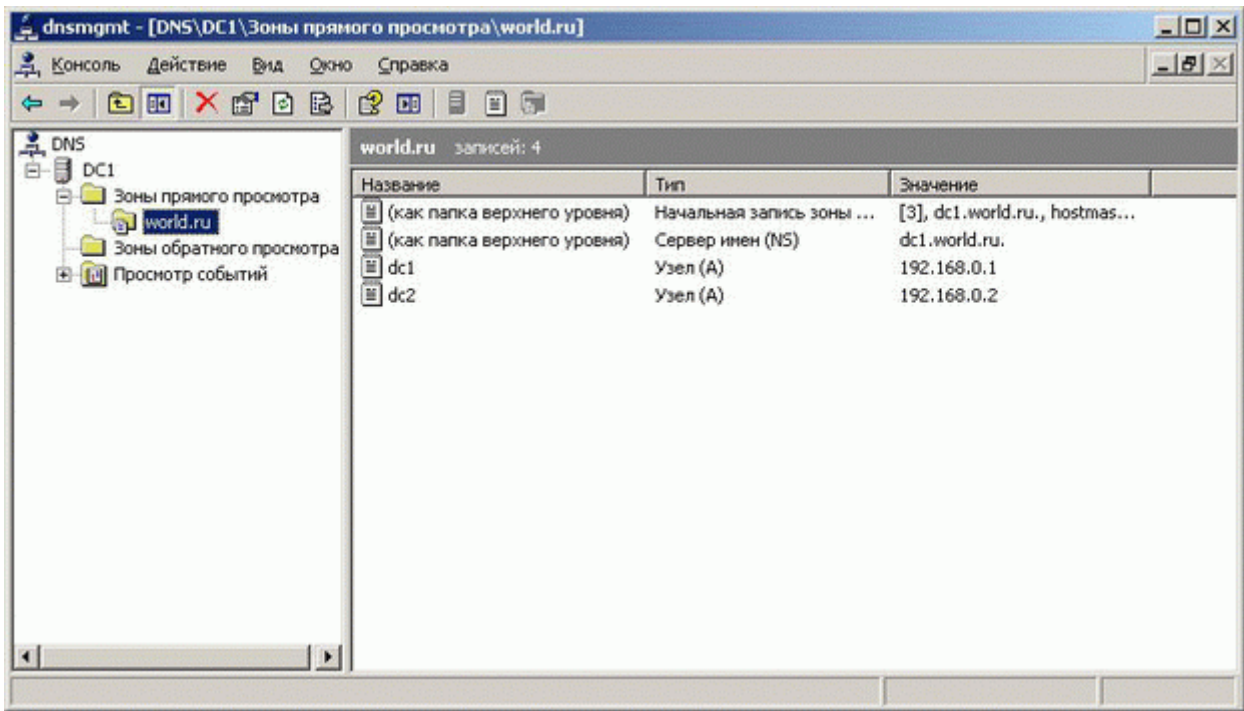 dnsmgmt - [DNS\DC1\Зоны прямого просмотра\world.ru]
Консоль Действие Вид Окно Справка
DNS
DC1
Зоны прямого просмотра
world.ru
Зоны обратного просмотра
Просмотр событий
world.ru записей: 4
Название Тип Значение
(как папка верхнего уровня) Начальная запись зоны ... [3], dc1.world.ru., hostmas...
(как папка верхнего уровня) Сервер имен (NS) dc1.world.ru.
dc1 Узел (A) 192.168.0.1
dc2 Узел (A) 192.168.0.2